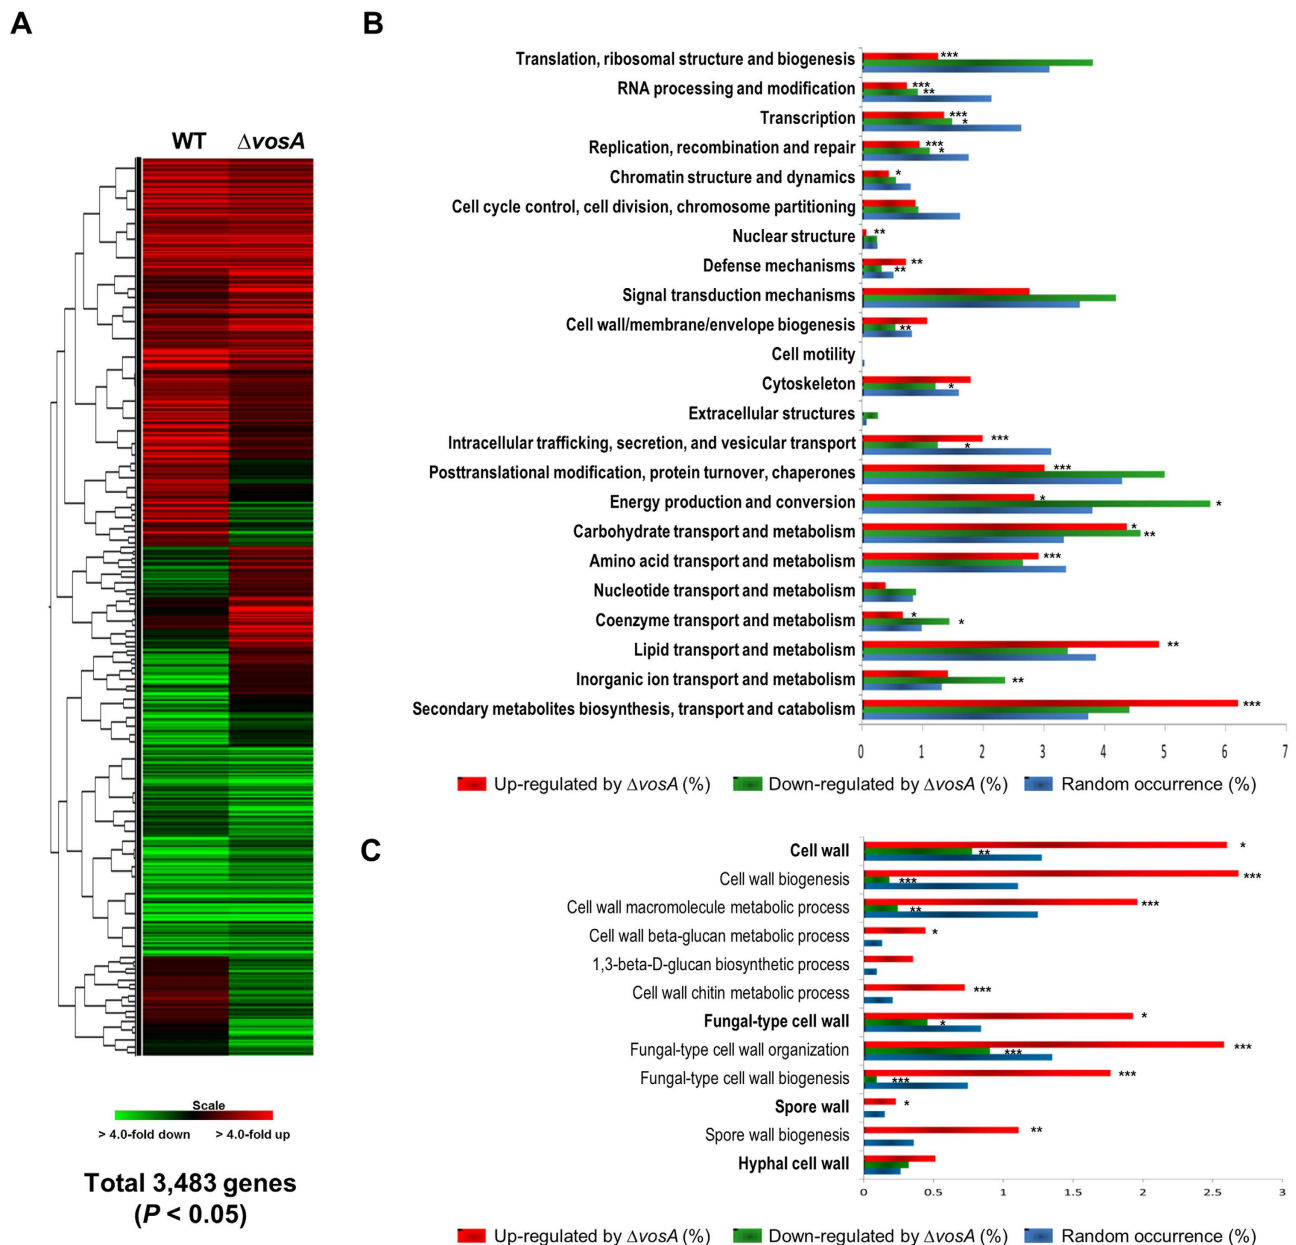 A
WT ΔvosA
Scale
> 4.0-fold down > 4.0-fold up
Total 3,483 genes
(P < 0.05)
B
Translation, ribosomal structure and biogenesis ***
RNA processing and modification *** **
Transcription *** *
Replication, recombination and repair *** *
Chromatin structure and dynamics *
Cell cycle control, cell division, chromosome partitioning
Nuclear structure **
Defense mechanisms ** **
Signal transduction mechanisms
Cell wall/membrane/envelope biogenesis **
Cell motility
Cytoskeleton *
Extracellular structures
Intracellular trafficking, secretion, and vesicular transport *** *
Posttranslational modification, protein turnover, chaperones ***
Energy production and conversion * *
Carbohydrate transport and metabolism * **
Amino acid transport and metabolism ***
Nucleotide transport and metabolism
Coenzyme transport and metabolism * *
Lipid transport and metabolism **
Inorganic ion transport and metabolism **
Secondary metabolites biosynthesis, transport and catabolism ***
0 1 2 3 4 5 6 7
Up-regulated by ΔvosA (%) Down-regulated by ΔvosA (%) Random occurrence (%)
C
Cell wall * **
Cell wall biogenesis *** ***
Cell wall macromolecule metabolic process *** **
Cell wall beta-glucan metabolic process *
1,3-beta-D-glucan biosynthetic process
Cell wall chitin metabolic process ***
Fungal-type cell wall * *
Fungal-type cell wall organization *** ***
Fungal-type cell wall biogenesis *** ***
Spore wall *
Spore wall biogenesis **
Hyphal cell wall
0 0.5 1 1.5 2 2.5 3
Up-regulated by ΔvosA (%) Down-regulated by ΔvosA (%) Random occurrence (%)